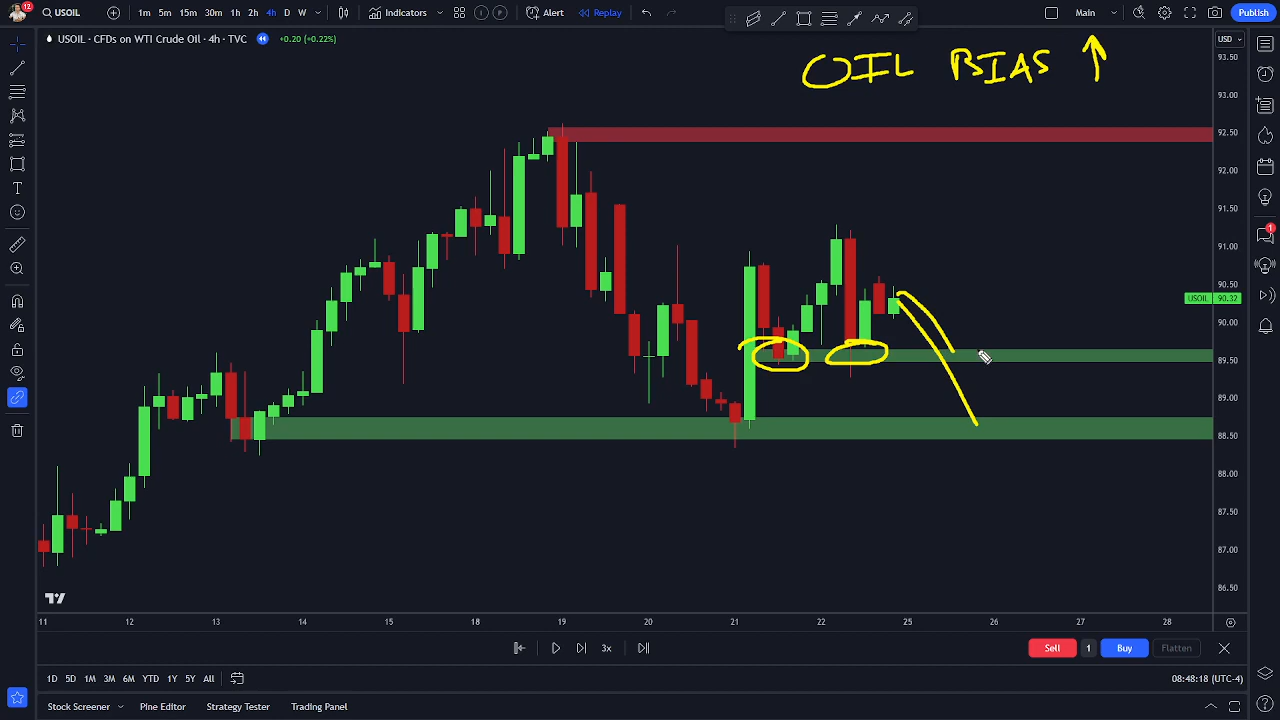 12
USOIL
1m 5m 15m 30m 1h 2h 4h D W
Indicators
Alert
Replay
Main
Publish
USOIL · CFDs on WTI Crude Oil · 4h · TVC
+0.20 (+0.22%)
USD
OIL BIAS ↑
93.50
93.00
92.50
92.00
91.50
91.00
90.50
USOIL 90.32
90.00
89.50
89.00
88.50
88.00
87.50
87.00
86.50
1
11 12 13 14 15 16 17 18 19 20 21 22 25 26 27 28
3x
Sell 1 Buy Flatten
1D 5D 1M 3M 6M YTD 1Y 5Y All
08:48:18 (UTC-4)
Stock Screener Pine Editor Strategy Tester Trading Panel